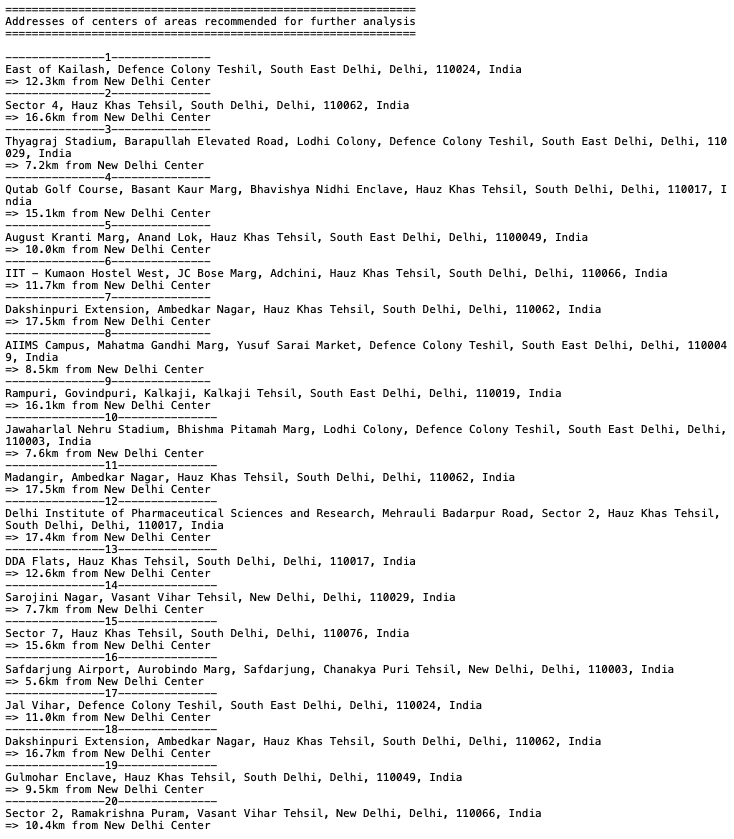 =============================================================
Addresses of centers of areas recommended for further analysis
=============================================================
---------------1---------------
East of Kailash, Defence Colony Teshil, South East Delhi, Delhi, 110024, India
=> 12.3km from New Delhi Center
---------------2---------------
Sector 4, Hauz Khas Tehsil, South Delhi, Delhi, 110062, India
=> 16.6km from New Delhi Center
---------------3---------------
Thyagraj Stadium, Barapullah Elevated Road, Lodhi Colony, Defence Colony Teshil, South East Delhi, Delhi, 110
029, India
=> 7.2km from New Delhi Center
---------------4---------------
Qutab Golf Course, Basant Kaur Marg, Bhavishya Nidhi Enclave, Hauz Khas Tehsil, South Delhi, Delhi, 110017, I
ndia
=> 15.1km from New Delhi Center
---------------5---------------
August Kranti Marg, Anand Lok, Hauz Khas Tehsil, South East Delhi, Delhi, 1100049, India
=> 10.0km from New Delhi Center
---------------6---------------
IIT - Kumaon Hostel West, JC Bose Marg, Adchini, Hauz Khas Tehsil, South Delhi, Delhi, 110066, India
=> 11.7km from New Delhi Center
---------------7---------------
Dakshinpuri Extension, Ambedkar Nagar, Hauz Khas Tehsil, South Delhi, Delhi, 110062, India
=> 17.5km from New Delhi Center
---------------8---------------
AIIMS Campus, Mahatma Gandhi Marg, Yusuf Sarai Market, Defence Colony Teshil, South East Delhi, Delhi, 110004
9, India
=> 8.5km from New Delhi Center
---------------9---------------
Rampuri, Govindpuri, Kalkaji, Kalkaji Tehsil, South East Delhi, Delhi, 110019, India
=> 16.1km from New Delhi Center
---------------10---------------
Jawaharlal Nehru Stadium, Bhishma Pitamah Marg, Lodhi Colony, Defence Colony Teshil, South East Delhi, Delhi,
110003, India
=> 7.6km from New Delhi Center
---------------11---------------
Madangir, Ambedkar Nagar, Hauz Khas Tehsil, South Delhi, Delhi, 110062, India
=> 17.5km from New Delhi Center
---------------12---------------
Delhi Institute of Pharmaceutical Sciences and Research, Mehrauli Badarpur Road, Sector 2, Hauz Khas Tehsil,
South Delhi, Delhi, 110017, India
=> 17.4km from New Delhi Center
---------------13---------------
DDA Flats, Hauz Khas Tehsil, South Delhi, Delhi, 110017, India
=> 12.6km from New Delhi Center
---------------14---------------
Sarojini Nagar, Vasant Vihar Tehsil, New Delhi, Delhi, 110029, India
=> 7.7km from New Delhi Center
---------------15---------------
Sector 7, Hauz Khas Tehsil, South Delhi, Delhi, 110076, India
=> 15.6km from New Delhi Center
---------------16---------------
Safdarjung Airport, Aurobindo Marg, Safdarjung, Chanakya Puri Tehsil, New Delhi, Delhi, 110003, India
=> 5.6km from New Delhi Center
---------------17---------------
Jal Vihar, Defence Colony Teshil, South East Delhi, Delhi, 110024, India
=> 11.0km from New Delhi Center
---------------18---------------
Dakshinpuri Extension, Ambedkar Nagar, Hauz Khas Tehsil, South Delhi, Delhi, 110062, India
=> 16.7km from New Delhi Center
---------------19---------------
Gulmohar Enclave, Hauz Khas Tehsil, South Delhi, Delhi, 110049, India
=> 9.5km from New Delhi Center
---------------20---------------
Sector 2, Ramakrishna Puram, Vasant Vihar Tehsil, New Delhi, Delhi, 110066, India
=> 10.4km from New Delhi Center